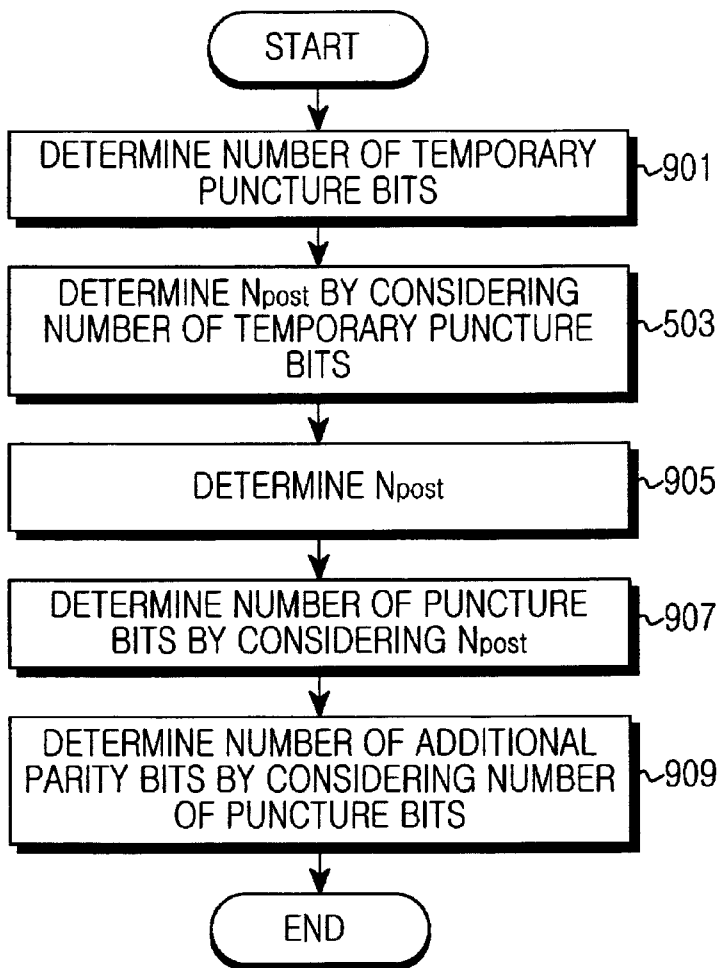 START
DETERMINE NUMBER OF TEMPORARY
PUNCTURE BITS
901
DETERMINE Npost BY CONSIDERING
NUMBER OF TEMPORARY PUNCTURE
BITS
503
DETERMINE Npost
905
DETERMINE NUMBER OF PUNCTURE
BITS BY CONSIDERING Npost
907
DETERMINE NUMBER OF ADDITIONAL
PARITY BITS BY CONSIDERING NUMBER
OF PUNCTURE BITS
909
END